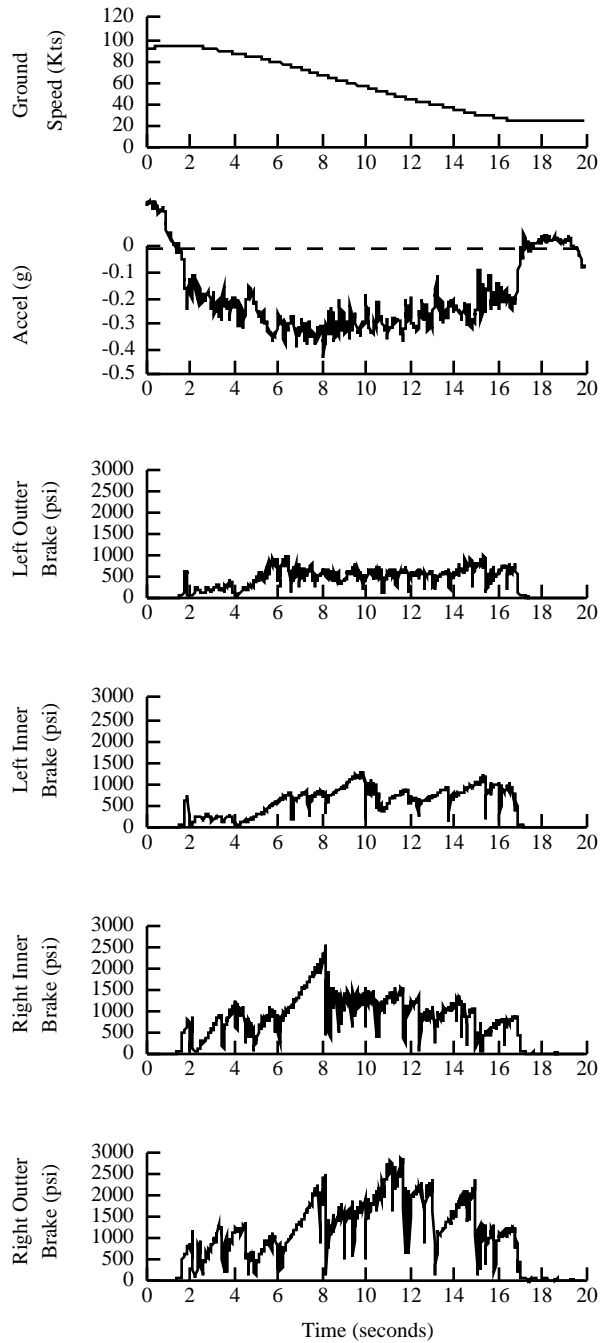 Ground
Speed (Kts)
120
100
80
60
40
20
0
0 2 4 6 8 10 12 14 16 18 20
Accel (g)
0
-0.1
-0.2
-0.3
-0.4
-0.5
0 2 4 6 8 10 12 14 16 18 20
Left Outter
Brake (psi)
3000
2500
2000
1500
1000
500
0
0 2 4 6 8 10 12 14 16 18 20
Left Inner
Brake (psi)
3000
2500
2000
1500
1000
500
0
0 2 4 6 8 10 12 14 16 18 20
Right Inner
Brake (psi)
3000
2500
2000
1500
1000
500
0
0 2 4 6 8 10 12 14 16 18 20
Right Outter
Brake (psi)
3000
2500
2000
1500
1000
500
0
0 2 4 6 8 10 12 14 16 18 20
Time (seconds)